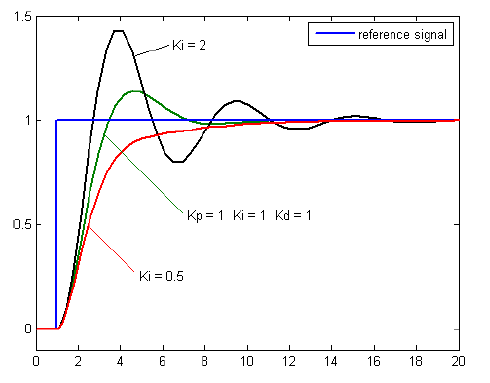 1.5
reference signal
Ki = 2
1
Kp = 1 Ki = 1 Kd = 1
0.5
Ki = 0.5
0
0 2 4 6 8 10 12 14 16 18 20